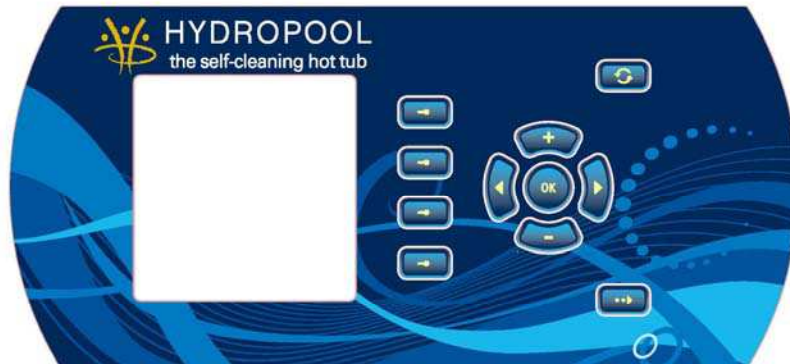 HYDROPOOL
the self-cleaning hot tub
+
OK
-